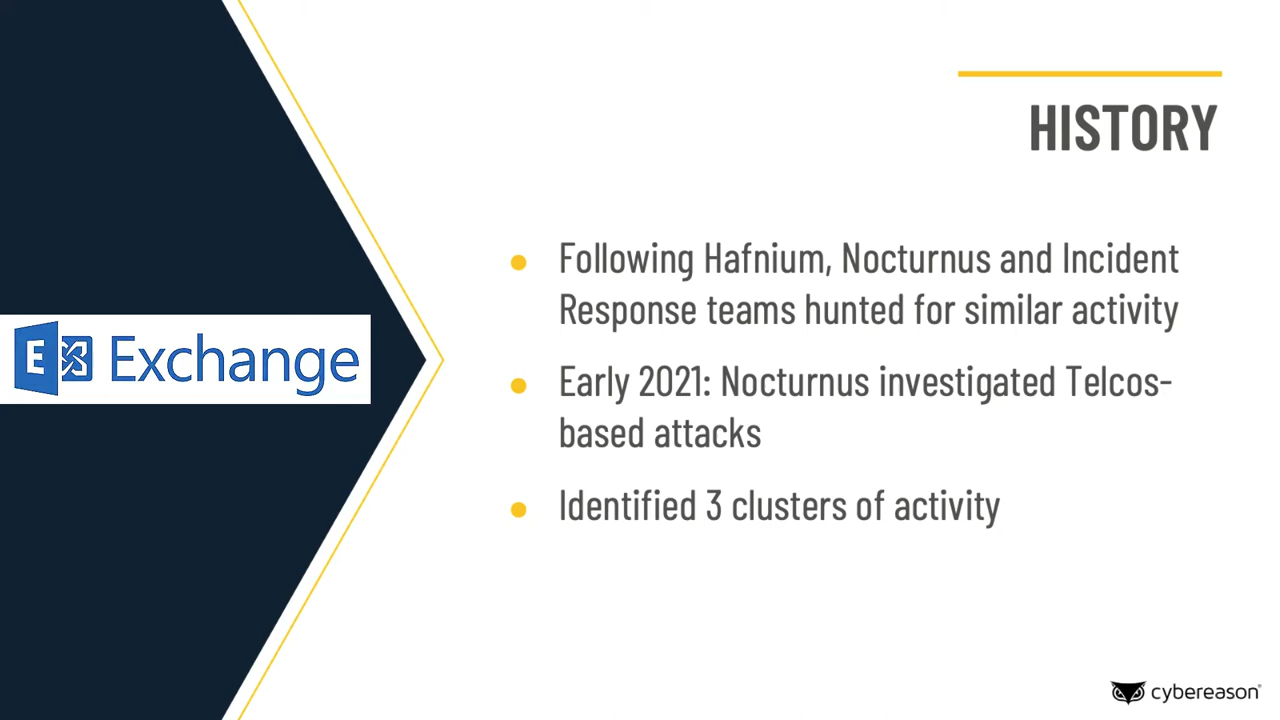 HISTORY
Following Hafnium, Nocturnus and Incident
Response teams hunted for similar activity
Early 2021: Nocturnus investigated Telcos-
based attacks
Identified 3 clusters of activity
E Exchange
cybereason®